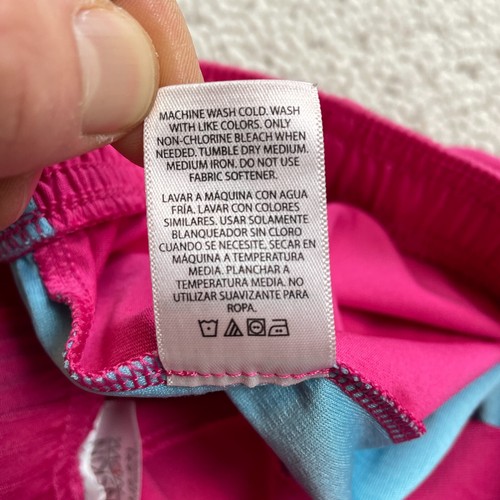 MACHINE WASH COLD. WASH
WITH LIKE COLORS. ONLY
NON-CHLORINE BLEACH WHEN
NEEDED. TUMBLE DRY MEDIUM.
MEDIUM IRON. DO NOT USE
FABRIC SOFTENER.
LAVAR A MÁQUINA CON AGUA
FRÍA. LAVAR CON COLORES
SIMILARES. USAR SOLAMENTE
BLANQUEADOR SIN CLORO
CUANDO SE NECESITE, SECAR EN
MÁQUINA A TEMPERATURA
MEDIA. PLANCHAR A
TEMPERATURA MEDIA. NO
UTILIZAR SUAVIZANTE PARA
ROPA.